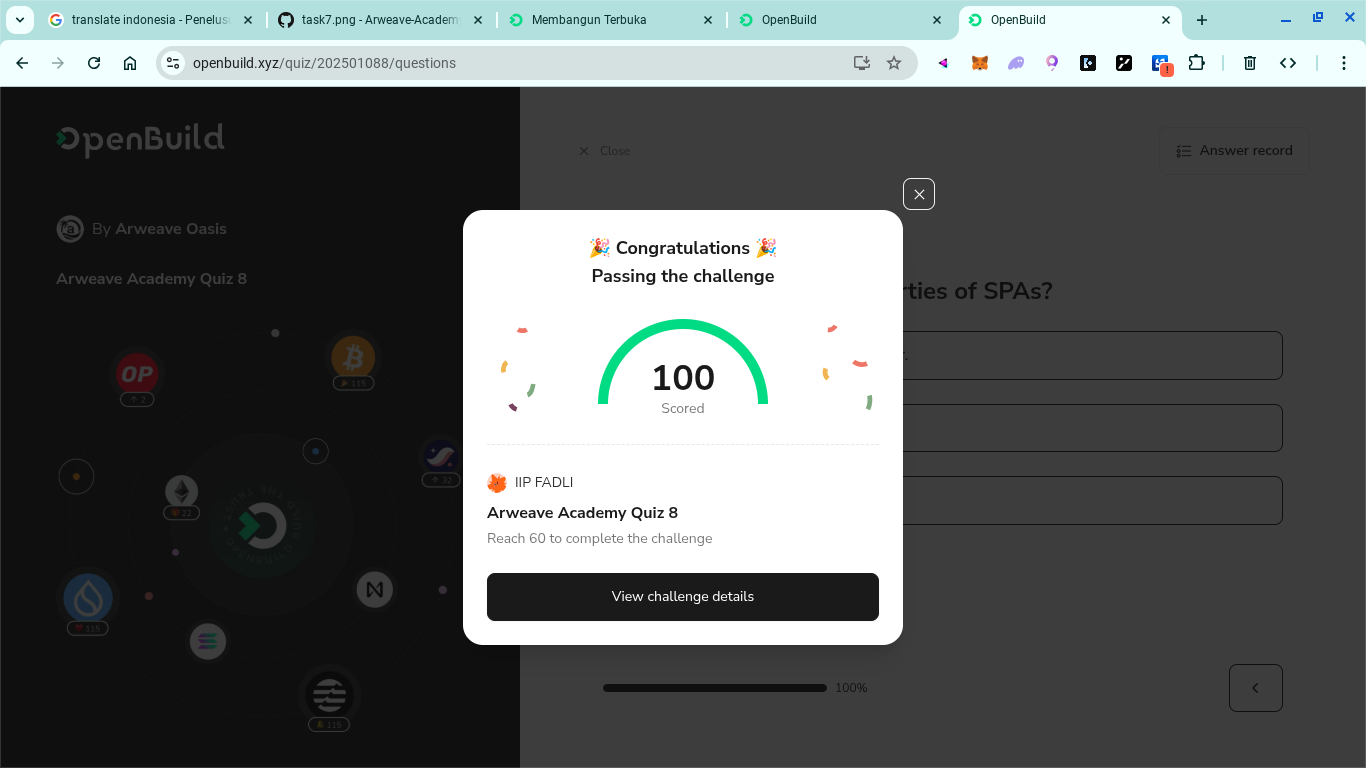 translate indonesia - Penelus
task7.png - Arweave-Academ
Membangun Terbuka
OpenBuild
OpenBuild
openbuild.xyz/quiz/202501088/questions
OpenBuild
Close
Answer record
By Arweave Oasis
Arweave Academy Quiz 8
rties of SPAs?
🎉 Congratulations 🎉
Passing the challenge
100
Scored
OP
2
115
32
22
115
115
IIP FADLI
Arweave Academy Quiz 8
Reach 60 to complete the challenge
View challenge details
100%